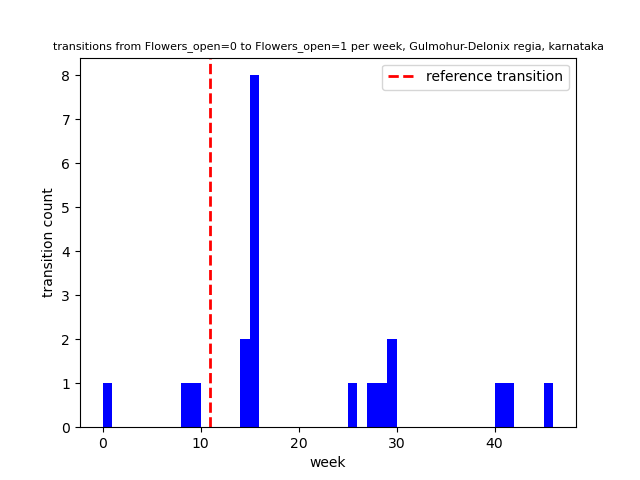 transitions from Flowers_open=0 to Flowers_open=1 per week, Gulmohur-Delonix regia, karnataka
reference transition
transition count
8
7
6
5
4
3
2
1
0
0 10 20 30 40
week